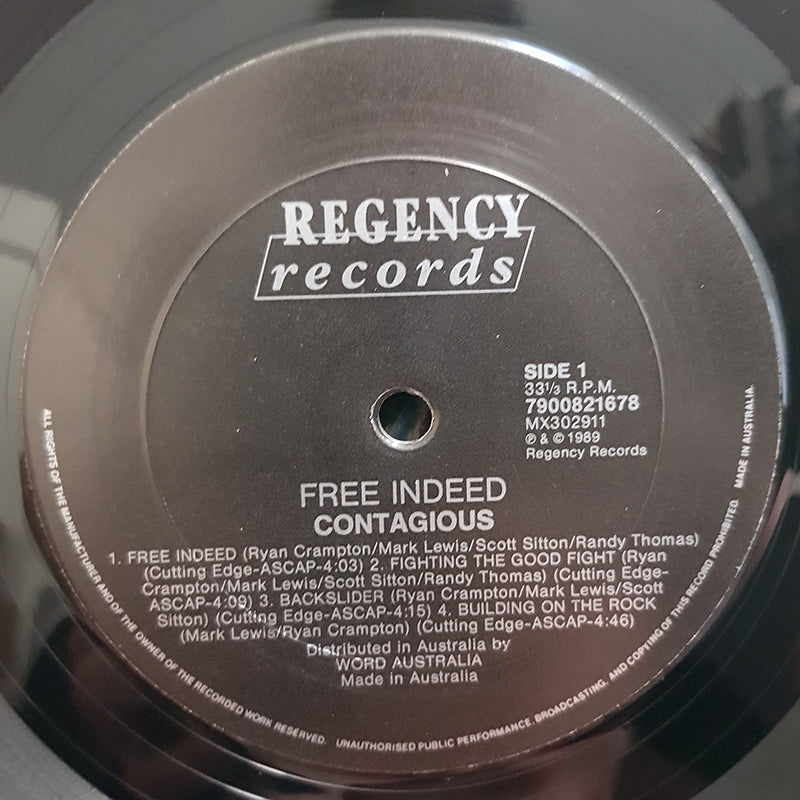 REGENCY
records
SIDE 1
33⅓ R.P.M.
7900821678
MX302911
℗ & © 1989
Regency Records
FREE INDEED
CONTAGIOUS
1. FREE INDEED (Ryan Crampton/Mark Lewis/Scott Sitton/Randy Thomas)
(Cutting Edge-ASCAP-4:03) 2. FIGHTING THE GOOD FIGHT (Ryan
Crampton/Mark Lewis/Scott Sitton/Randy Thomas) (Cutting Edge-
ASCAP-4:09) 3. BACKSLIDER (Ryan Crampton/Mark Lewis/Scott
Sitton) (Cutting Edge-ASCAP-4:15) 4. BUILDING ON THE ROCK
(Mark Lewis/Ryan Crampton) (Cutting Edge-ASCAP-4:46)
Distributed in Australia by
WORD AUSTRALIA
Made in Australia
ALL RIGHTS OF THE MANUFACTURER AND OF THE OWNER OF THE RECORDED WORK RESERVED. UNAUTHORISED PUBLIC PERFORMANCE, BROADCASTING, AND COPYING OF THIS RECORD PROHIBITED. MADE IN AUSTRALIA.